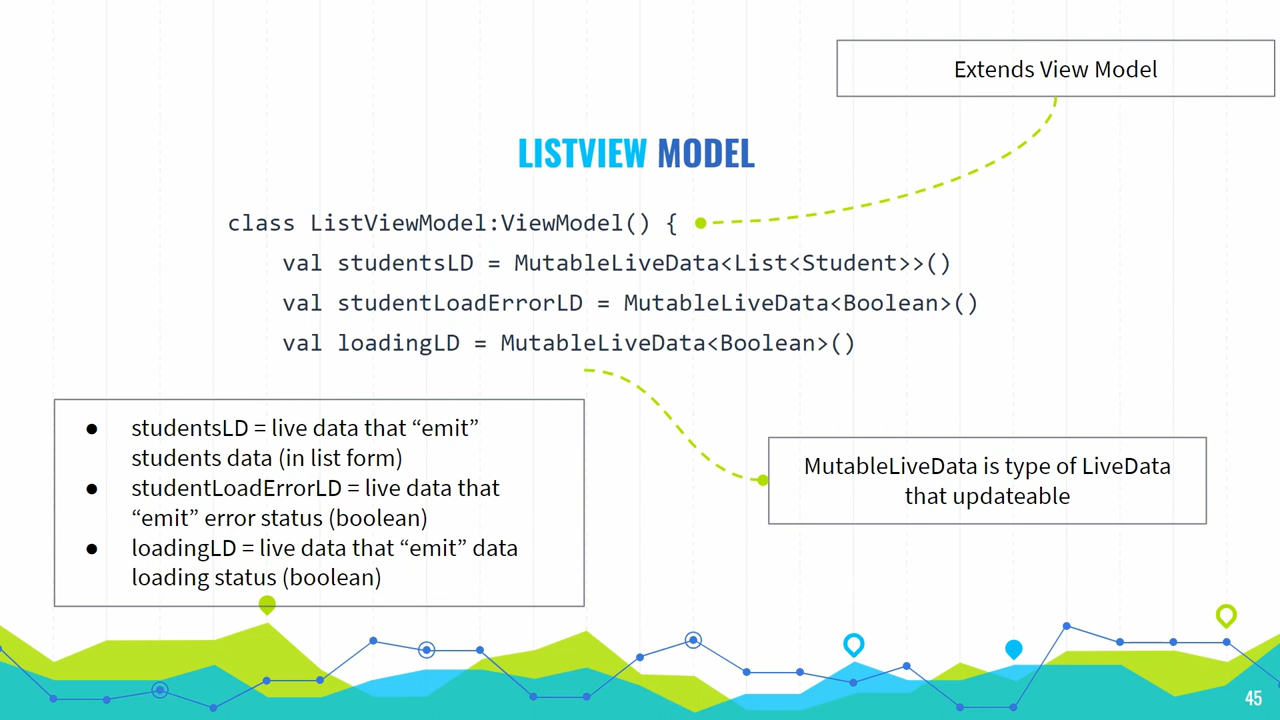 Extends View Model
LISTVIEW MODEL
class ListViewModel:ViewModel() {
val studentsLD = MutableLiveData<List<Student>>()
val studentLoadErrorLD = MutableLiveData<Boolean>()
val loadingLD = MutableLiveData<Boolean>()
● studentsLD = live data that “emit”
students data (in list form)
● studentLoadErrorLD = live data that
“emit” error status (boolean)
● loadingLD = live data that “emit” data
loading status (boolean)
MutableLiveData is type of LiveData
that updateable
45